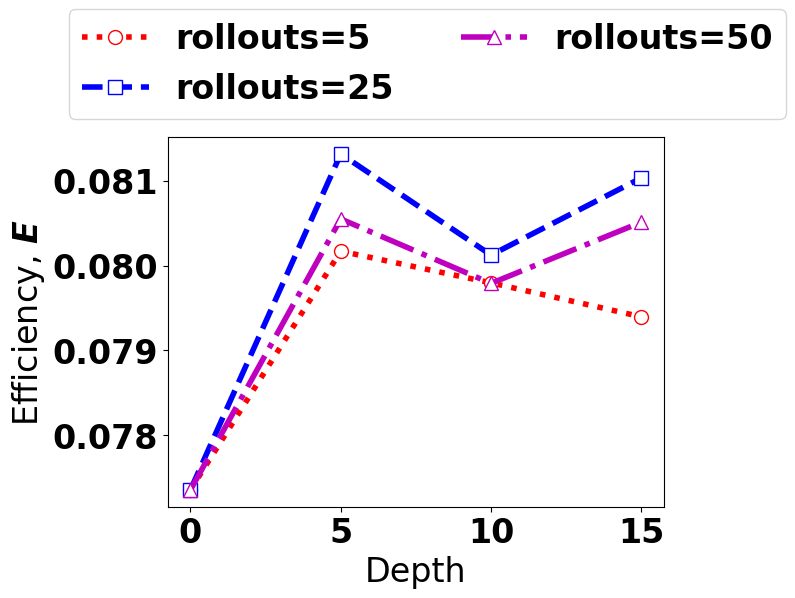 rollouts=5
rollouts=25
rollouts=50
Efficiency, E
0.081
0.080
0.079
0.078
0 5 10 15
Depth